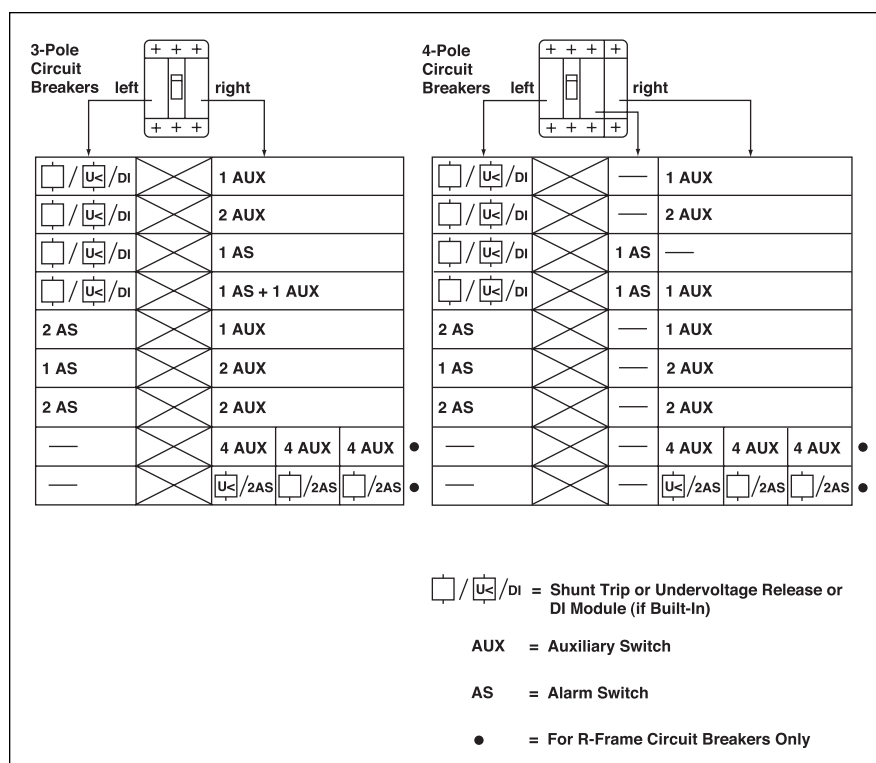 3-Pole
Circuit
Breakers left right
4-Pole
Circuit
Breakers left right
+ + +
+ + +
+ + + +
+ + + +
/ U< /DI 1 AUX
/ U< /DI 2 AUX
/ U< /DI 1 AS
/ U< /DI 1 AS + 1 AUX
2 AS 1 AUX
1 AS 2 AUX
2 AS 2 AUX
— 4 AUX 4 AUX 4 AUX ●
— U< /2AS /2AS /2AS ●
/ U< /DI — 1 AUX
/ U< /DI — 2 AUX
/ U< /DI 1 AS —
/ U< /DI 1 AS 1 AUX
2 AS — 1 AUX
1 AS — 2 AUX
2 AS — 2 AUX
— — 4 AUX 4 AUX 4 AUX ●
— — U< /2AS /2AS /2AS ●
/ U< /DI = Shunt Trip or Undervoltage Release or
DI Module (if Built-In)
AUX = Auxiliary Switch
AS = Alarm Switch
● = For R-Frame Circuit Breakers Only